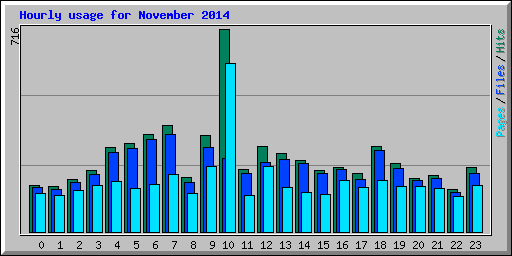 Hourly usage for November 2014
716
Pages / Files / Hits
0 1 2 3 4 5 6 7 8 9 10 11 12 13 14 15 16 17 18 19 20 21 22 23